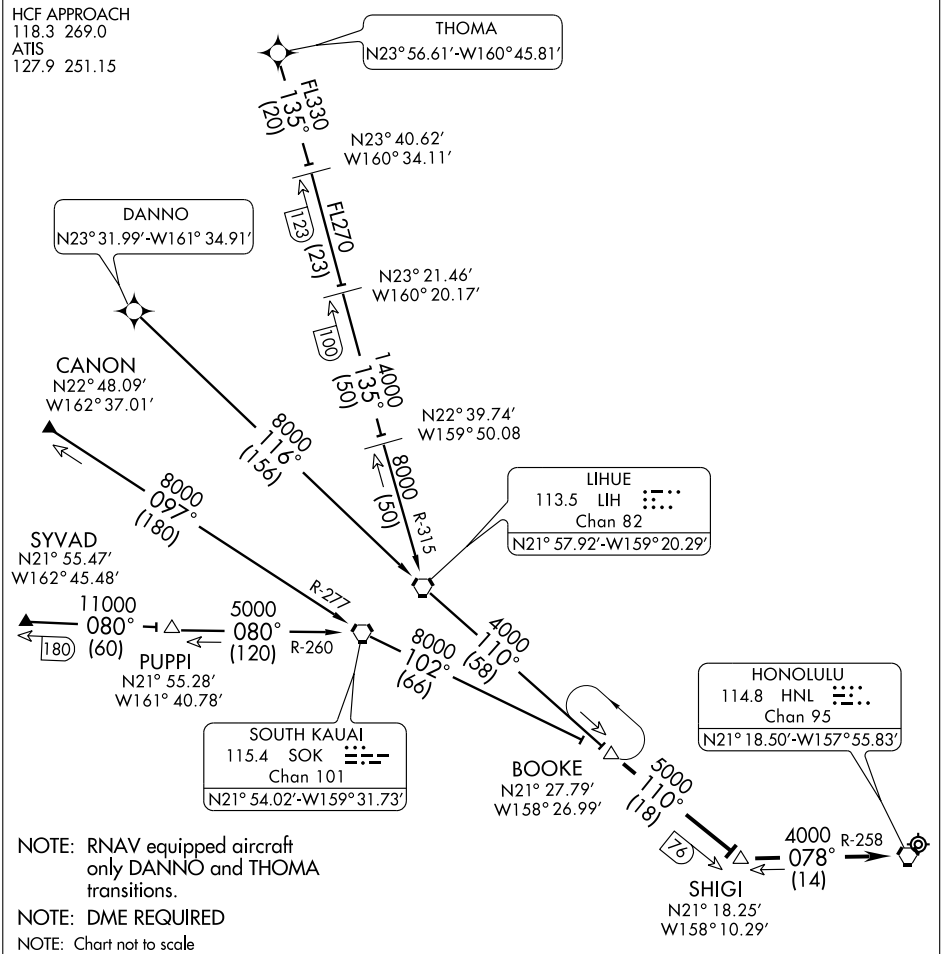 HCF APPROACH
118.3 269.0
ATIS
127.9 251.15
THOMA
N23°56.61′-W160°45.81′
FL330
135°
(20)
N23°40.62′
W160°34.11′
123
FL270
(23)
DANNO
N23°31.99′-W161°34.91′
N23°21.46′
W160°20.17′
100
14000
135°
(50)
CANON
N22°48.09′
W162°37.01′
N22°39.74′
W159°50.08
8000
116°
(156)
8000
(50)
R-315
8000
097°
(180)
LIHUE
113.5 LIH
Chan 82
N21°57.92′-W159°20.29′
SYVAD
N21°55.47′
W162°45.48′
R-277
11000
080°
(60)
180
5000
080°
(120)
R-260
PUPPI
N21°55.28′
W161°40.78′
8000
102°
(66)
4000
110°
(58)
SOUTH KAUAI
115.4 SOK
Chan 101
N21°54.02′-W159°31.73′
HONOLULU
114.8 HNL
Chan 95
N21°18.50′-W157°55.83′
BOOKE
N21°27.79′
W158°26.99′
5000
110°
(18)
76
4000
078°
(14)
R-258
SHIGI
N21°18.25′
W158°10.29′
NOTE: RNAV equipped aircraft
only DANNO and THOMA
transitions.
NOTE: DME REQUIRED
NOTE: Chart not to scale